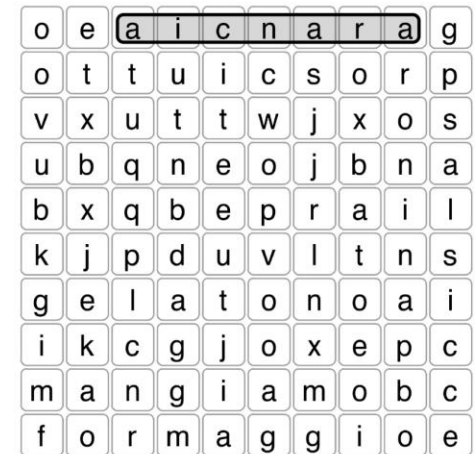 o e a i c n a r a g
o t t u i c s o r p
v x u t t w j x o s
u b q n e o j b n a
b x q b e p r a i l
k j p d u v l t n s
g e l a t o n o a i
i k c g j o x e p c
m a n g i a m o b c
f o r m a g g i o e